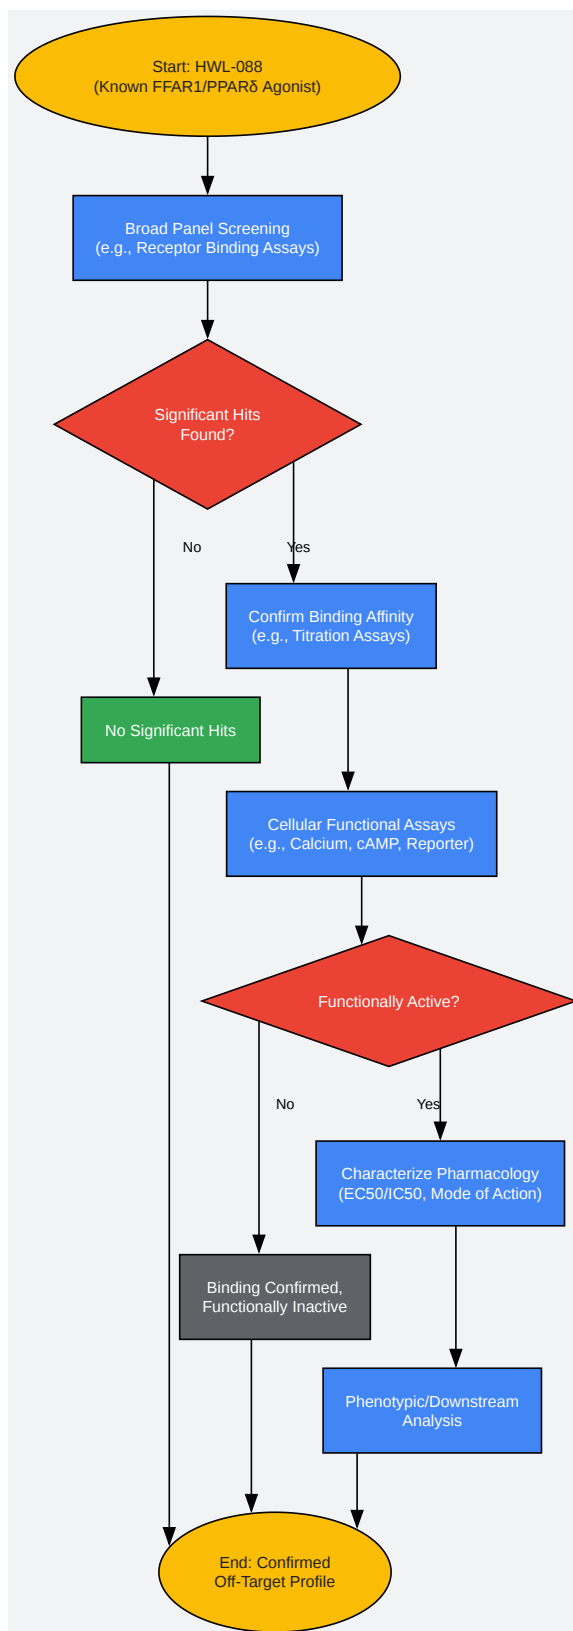 Start: HWL-088
(Known FFAR1/PPARδ Agonist)
Broad Panel Screening
(e.g., Receptor Binding Assays)
Significant Hits
Found?
No
Yes
Confirm Binding Affinity
(e.g., Titration Assays)
No Significant Hits
Cellular Functional Assays
(e.g., Calcium, cAMP, Reporter)
Functionally Active?
No
Yes
Characterize Pharmacology
(EC50/IC50, Mode of Action)
Binding Confirmed,
Functionally Inactive
Phenotypic/Downstream
Analysis
End: Confirmed
Off-Target Profile